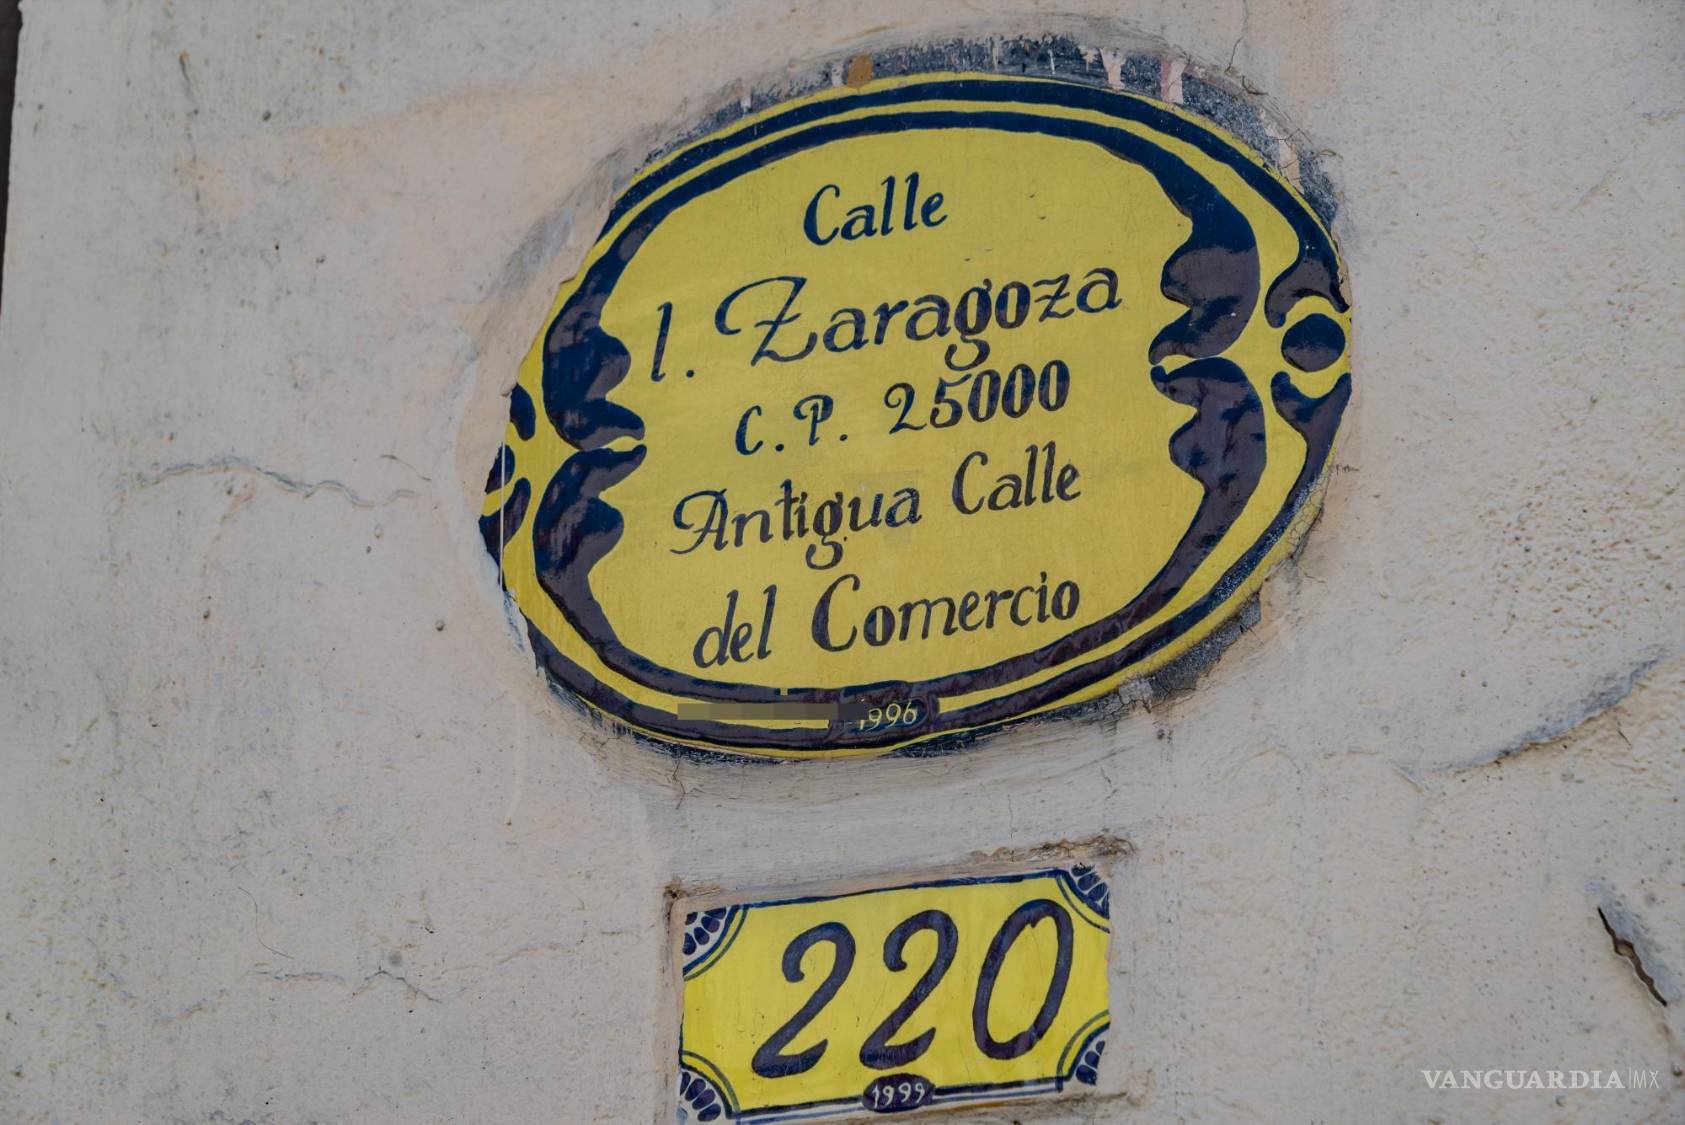 Calle
I. Zaragoza
C.P. 25000
Antigua Calle
del Comercio
1996
220
1999
VANGUARDIA|MX